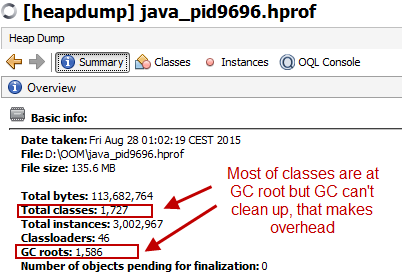 [heapdump] java_pid9696.hprof
Heap Dump
Summary Classes Instances OQL Console
Overview
Basic info:
Date taken: Fri Aug 28 01:02:19 CEST 2015
File: D:\OOM\java_pid9696.hprof
File size: 135.6 MB
Total bytes: 113,682,764
Total classes: 1,727
Total instances: 3,002,967
Classloaders: 46
GC roots: 1,586
Number of objects pending for finalization: 0
Most of classes are at
GC root but GC can't
clean up, that makes
overhead